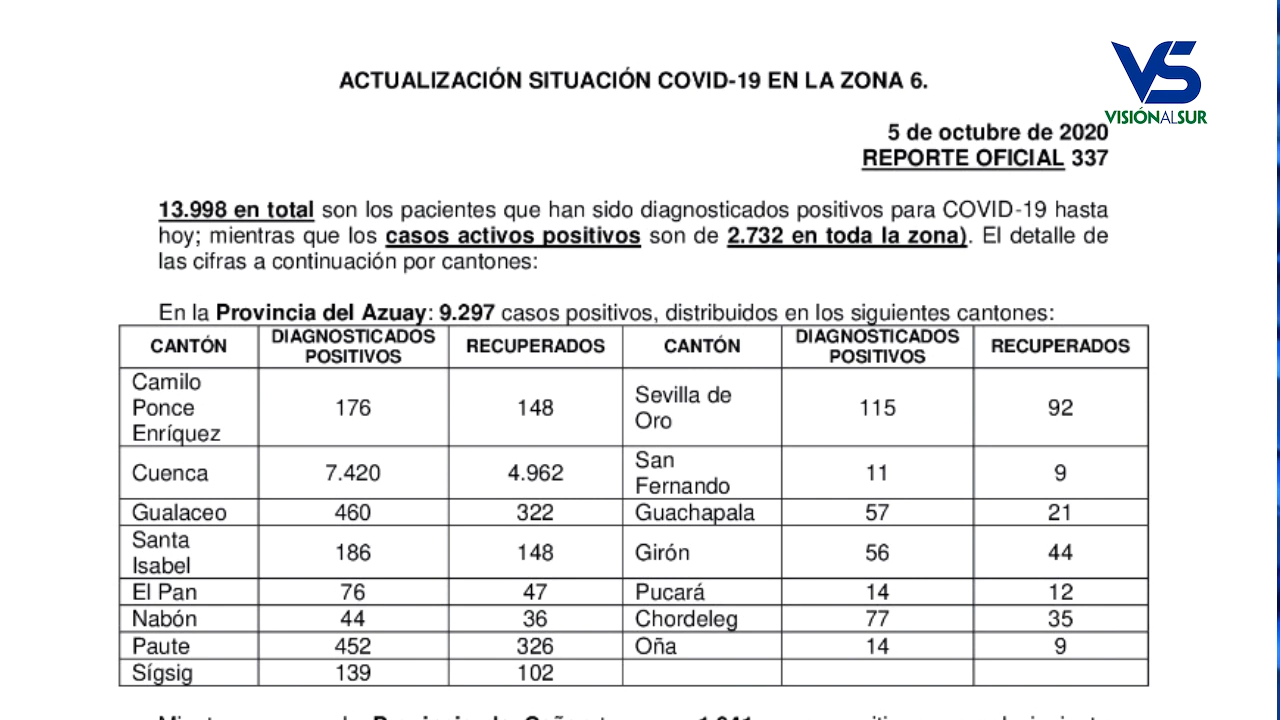 VS
VISIÓNALSUR
ACTUALIZACIÓN SITUACIÓN COVID-19 EN LA ZONA 6.
5 de octubre de 2020
REPORTE OFICIAL 337
13.998 en total son los pacientes que han sido diagnosticados positivos para COVID-19 hasta
hoy; mientras que los casos activos positivos son de 2.732 en toda la zona). El detalle de
las cifras a continuación por cantones:
En la Provincia del Azuay: 9.297 casos positivos, distribuidos en los siguientes cantones:
CANTÓN DIAGNOSTICADOS POSITIVOS RECUPERADOS CANTÓN DIAGNOSTICADOS POSITIVOS RECUPERADOS
Camilo Ponce Enríquez 176 148 Sevilla de Oro 115 92
Cuenca 7.420 4.962 San Fernando 11 9
Gualaceo 460 322 Guachapala 57 21
Santa Isabel 186 148 Girón 56 44
El Pan 76 47 Pucará 14 12
Nabón 44 36 Chordeleg 77 35
Paute 452 326 Oña 14 9
Sígsig 139 102